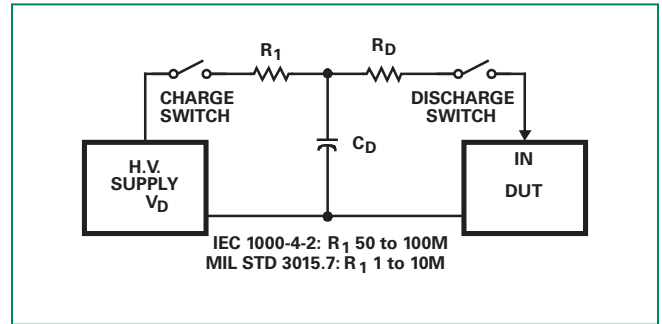 R1
RD
CHARGE
SWITCH
DISCHARGE
SWITCH
CD
H.V.
SUPPLY
VD
IN
DUT
IEC 1000-4-2: R1 50 to 100M
MIL STD 3015.7: R1 1 to 10M